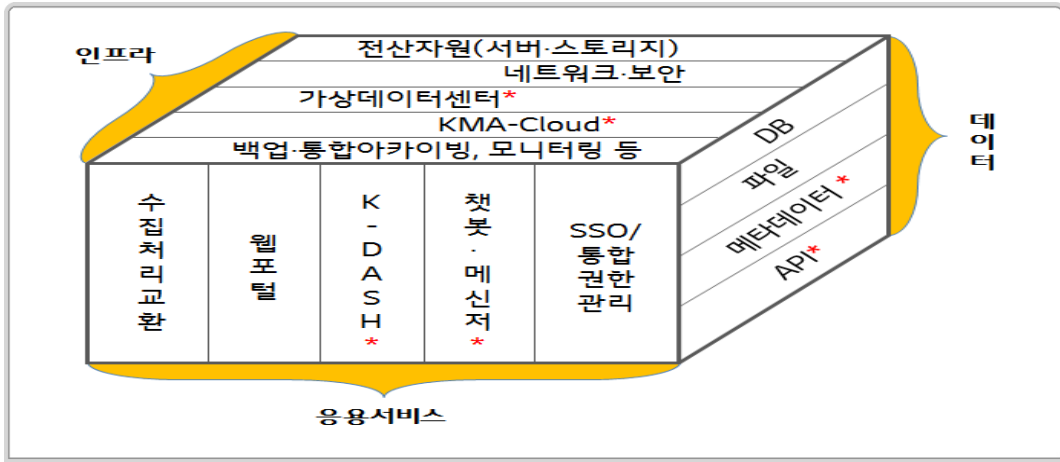 인프라
전산자원(서버·스토리지)
네트워크·보안
가상데이터센터*
KMA-Cloud*
백업·통합아카이빙, 모니터링 등
수집처리교환
웹포털
K-DASH*
챗봇·메신저*
SSO/
통합
권한
관리
DB
파일
메타데이터*
API*
데이터
응용서비스